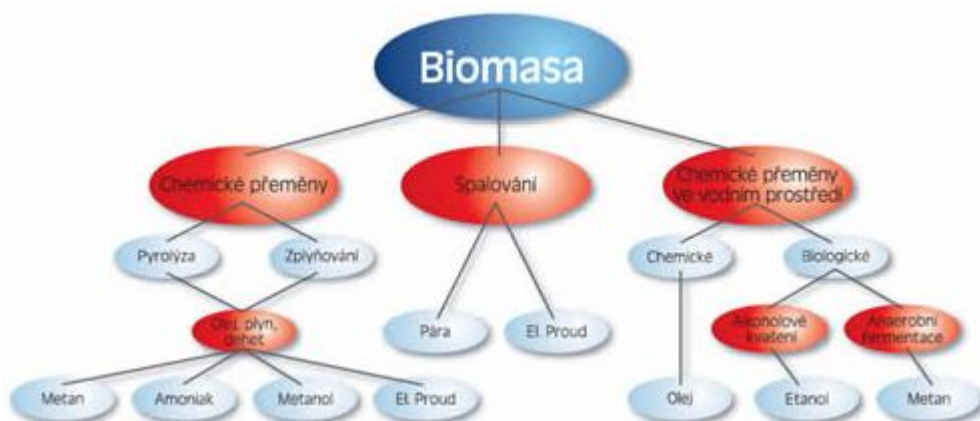 Biomasa
Chemické přeměny
Spalování
Chemické přeměny
ve vodním prostředí
Pyrolýza
Zplyňování
Chemické
Biologické
Olej, plyn,
dehet
Pára
El. Proud
Alkoholové
kvašení
Anaerobní
fermentace
Metan
Amoniak
Metanol
El. Proud
Olej
Etanol
Metan